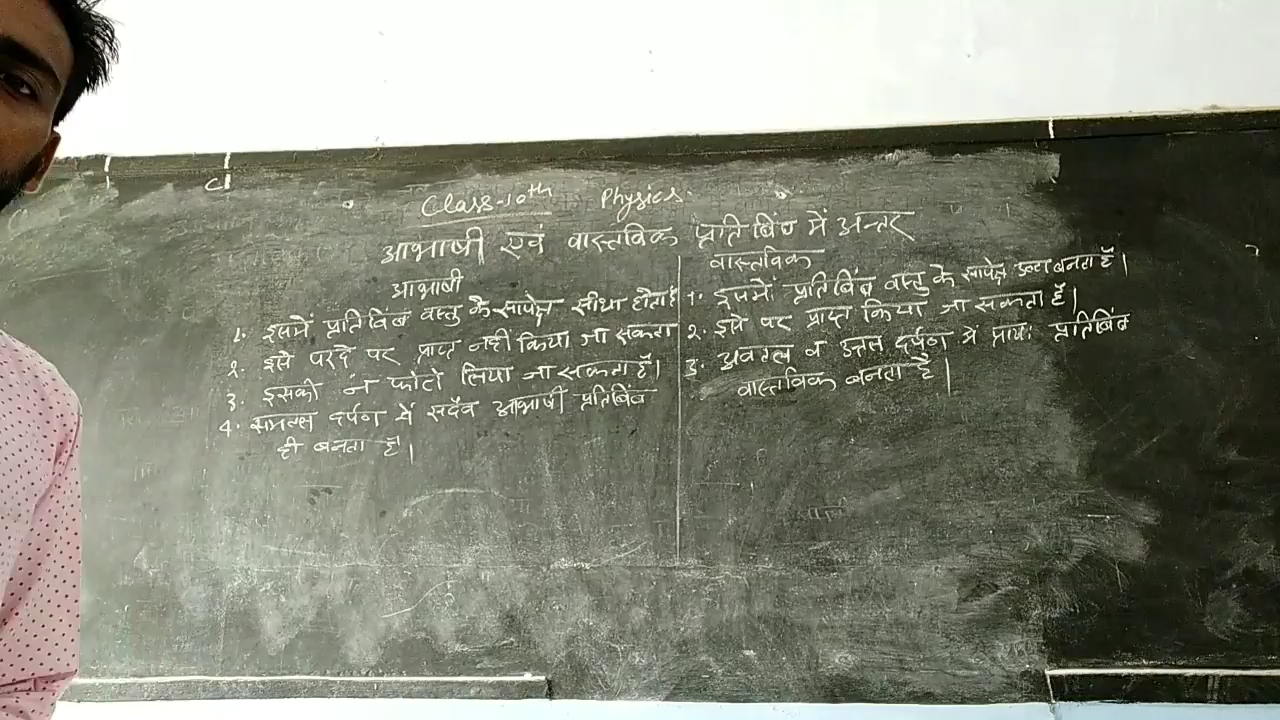 Class-10th Physics.
आभाषी एवं वास्तविक प्रतिबिंब में अन्तर
आभाषी
1. इसमें प्रतिबिंब वस्तु के सापेक्ष सीधा होता है
2. इसे परदे पर प्राप्त नहीं किया जा सकता
3. इसको न फोटो लिया जा सकता है।
4. समतल दर्पण में सदैव आभाषी प्रतिबिंब
ही बनता है।
वास्तविक
1. इसमें प्रतिबिंब वस्तु के सापेक्ष उल्टा बनता है।
2. इसे पर प्राप्त किया जा सकता है।
3. अवतल व उत्तल दर्पण में प्रायः प्रतिबिंब
वास्तविक बनता है।